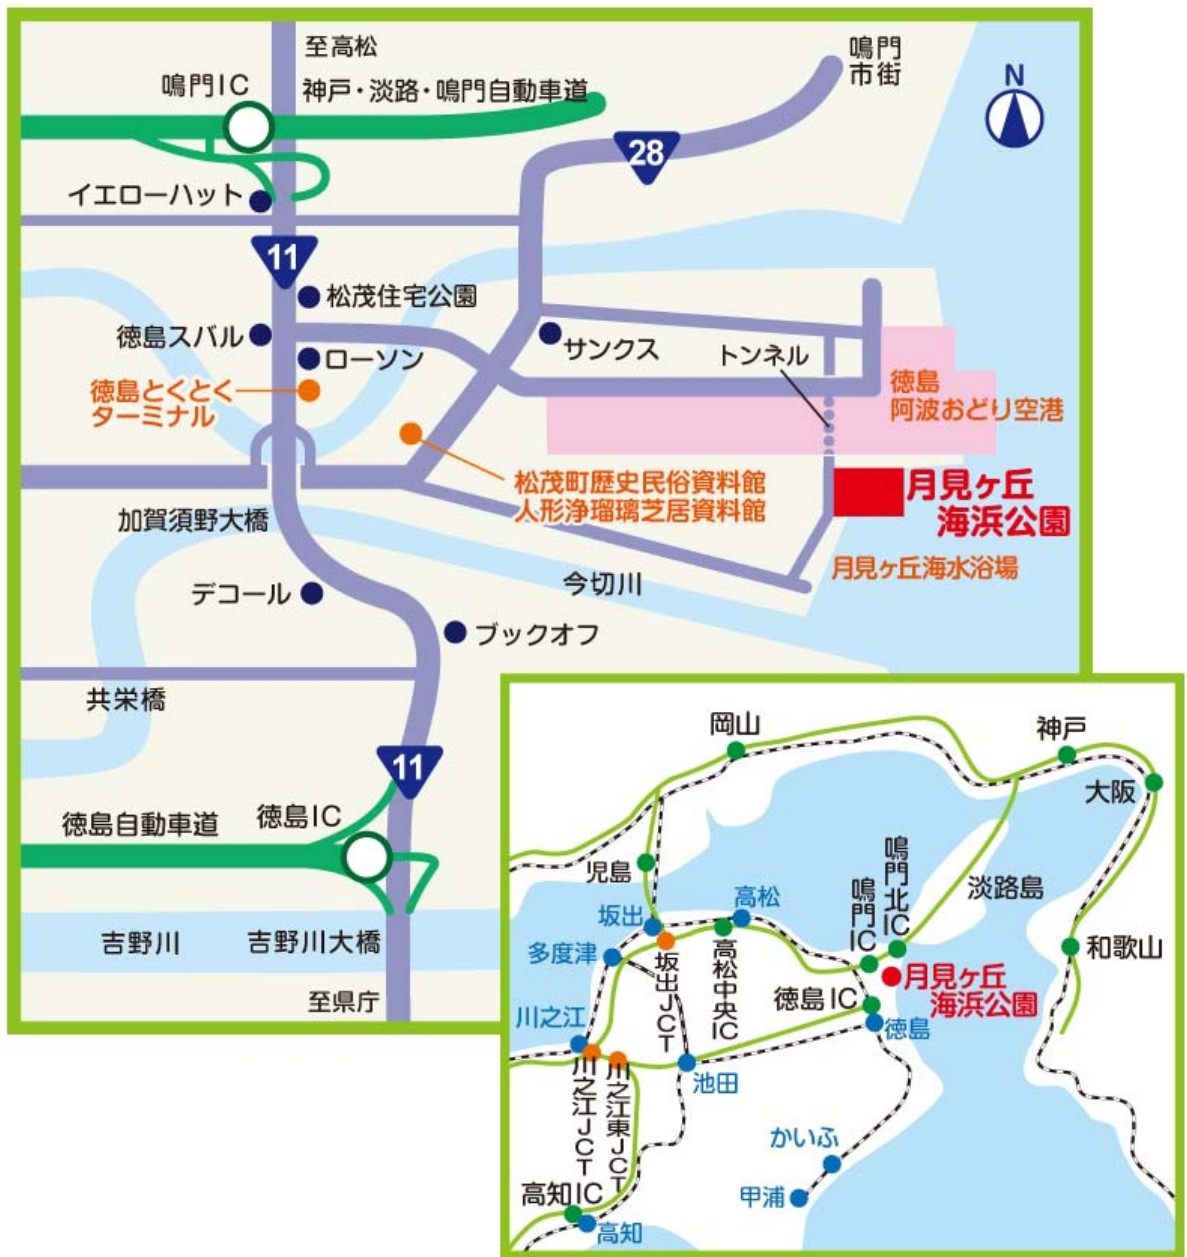 至高松
鳴門
市街
鳴門IC
神戸・淡路・鳴門自動車道
N
28
イエローハット
11
松茂住宅公園
徳島スバル
サンクス
トンネル
ローソン
徳島とくとく
ターミナル
徳島
阿波おどり空港
松茂町歴史民俗資料館
人形浄瑠璃芝居資料館
月見ヶ丘
海浜公園
加賀須野大橋
月見ヶ丘海水浴場
今切川
デコール
ブックオフ
共栄橋
11
徳島自動車道
徳島IC
吉野川
吉野川大橋
至県庁
岡山
神戸
大阪
児島
鳴門北IC
淡路島
高松
鳴門IC
坂出
多度津
和歌山
坂出JCT
高松中央IC
月見ヶ丘
海浜公園
徳島IC
川之江
徳島
川之江JCT
川之江東JCT
池田
かいふ
甲浦
高知IC
高知